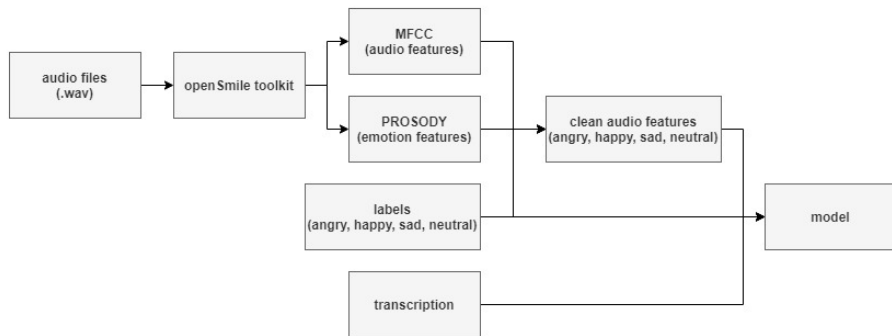 MFCC
(audio features)
audio files
(.wav)
openSmile toolkit
PROSODY
(emotion features)
clean audio features
(angry, happy, sad, neutral)
labels
(angry, happy, sad, neutral)
model
transcription